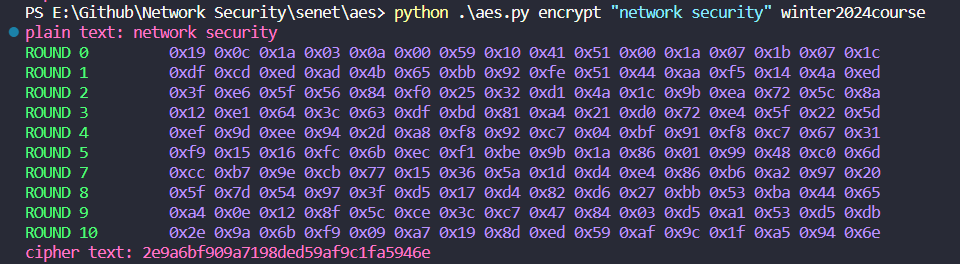 PS E:\Github\Network Security\senet\aes> python .\aes.py encrypt "network security" winter2024course
plain text: network security
ROUND 0 0x19 0x0c 0x1a 0x03 0x0a 0x00 0x59 0x10 0x41 0x51 0x00 0x1a 0x07 0x1b 0x07 0x1c
ROUND 1 0xdf 0xcd 0xed 0xad 0x4b 0x65 0xbb 0x92 0xfe 0x51 0x44 0xaa 0xf5 0x14 0x4a 0xed
ROUND 2 0x3f 0xe6 0x5f 0x56 0x84 0xf0 0x25 0x32 0xd1 0x4a 0x1c 0x9b 0xea 0x72 0x5c 0x8a
ROUND 3 0x12 0xe1 0x64 0x3c 0x63 0xdf 0xbd 0x81 0xa4 0x21 0xd0 0x72 0xe4 0x5f 0x22 0x5d
ROUND 4 0xef 0x9d 0xee 0x94 0x2d 0xa8 0xf8 0x92 0xc7 0x04 0xbf 0x91 0xf8 0xc7 0x67 0x31
ROUND 5 0xf9 0x15 0x16 0xfc 0x6b 0xec 0xf1 0xbe 0x9b 0x1a 0x86 0x01 0x99 0x48 0xc0 0x6d
ROUND 7 0xcc 0xb7 0x9e 0xcb 0x77 0x15 0x36 0x5a 0x1d 0xd4 0xe4 0x86 0xb6 0xa2 0x97 0x20
ROUND 8 0x5f 0x7d 0x54 0x97 0x3f 0xd5 0x17 0xd4 0x82 0xd6 0x27 0xbb 0x53 0xba 0x44 0x65
ROUND 9 0xa4 0x0e 0x12 0x8f 0x5c 0xce 0x3c 0xc7 0x47 0x84 0x03 0xd5 0xa1 0x53 0xd5 0xdb
ROUND 10 0x2e 0x9a 0x6b 0xf9 0x09 0xa7 0x19 0x8d 0xed 0x59 0xaf 0x9c 0x1f 0xa5 0x94 0x6e
cipher text: 2e9a6bf909a7198ded59af9c1fa5946e